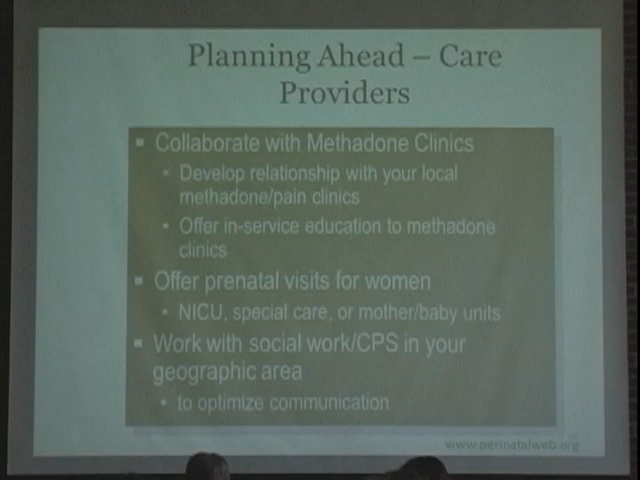 Planning Ahead – Care
Providers
▪ Collaborate with Methadone Clinics
• Develop relationship with your local
methadone/pain clinics
• Offer in-service education to methadone
clinics
▪ Offer prenatal visits for women
• NICU, special care, or mother/baby units
▪ Work with social work/CPS in your
geographic area
• to optimize communication
www.perinatalweb.org